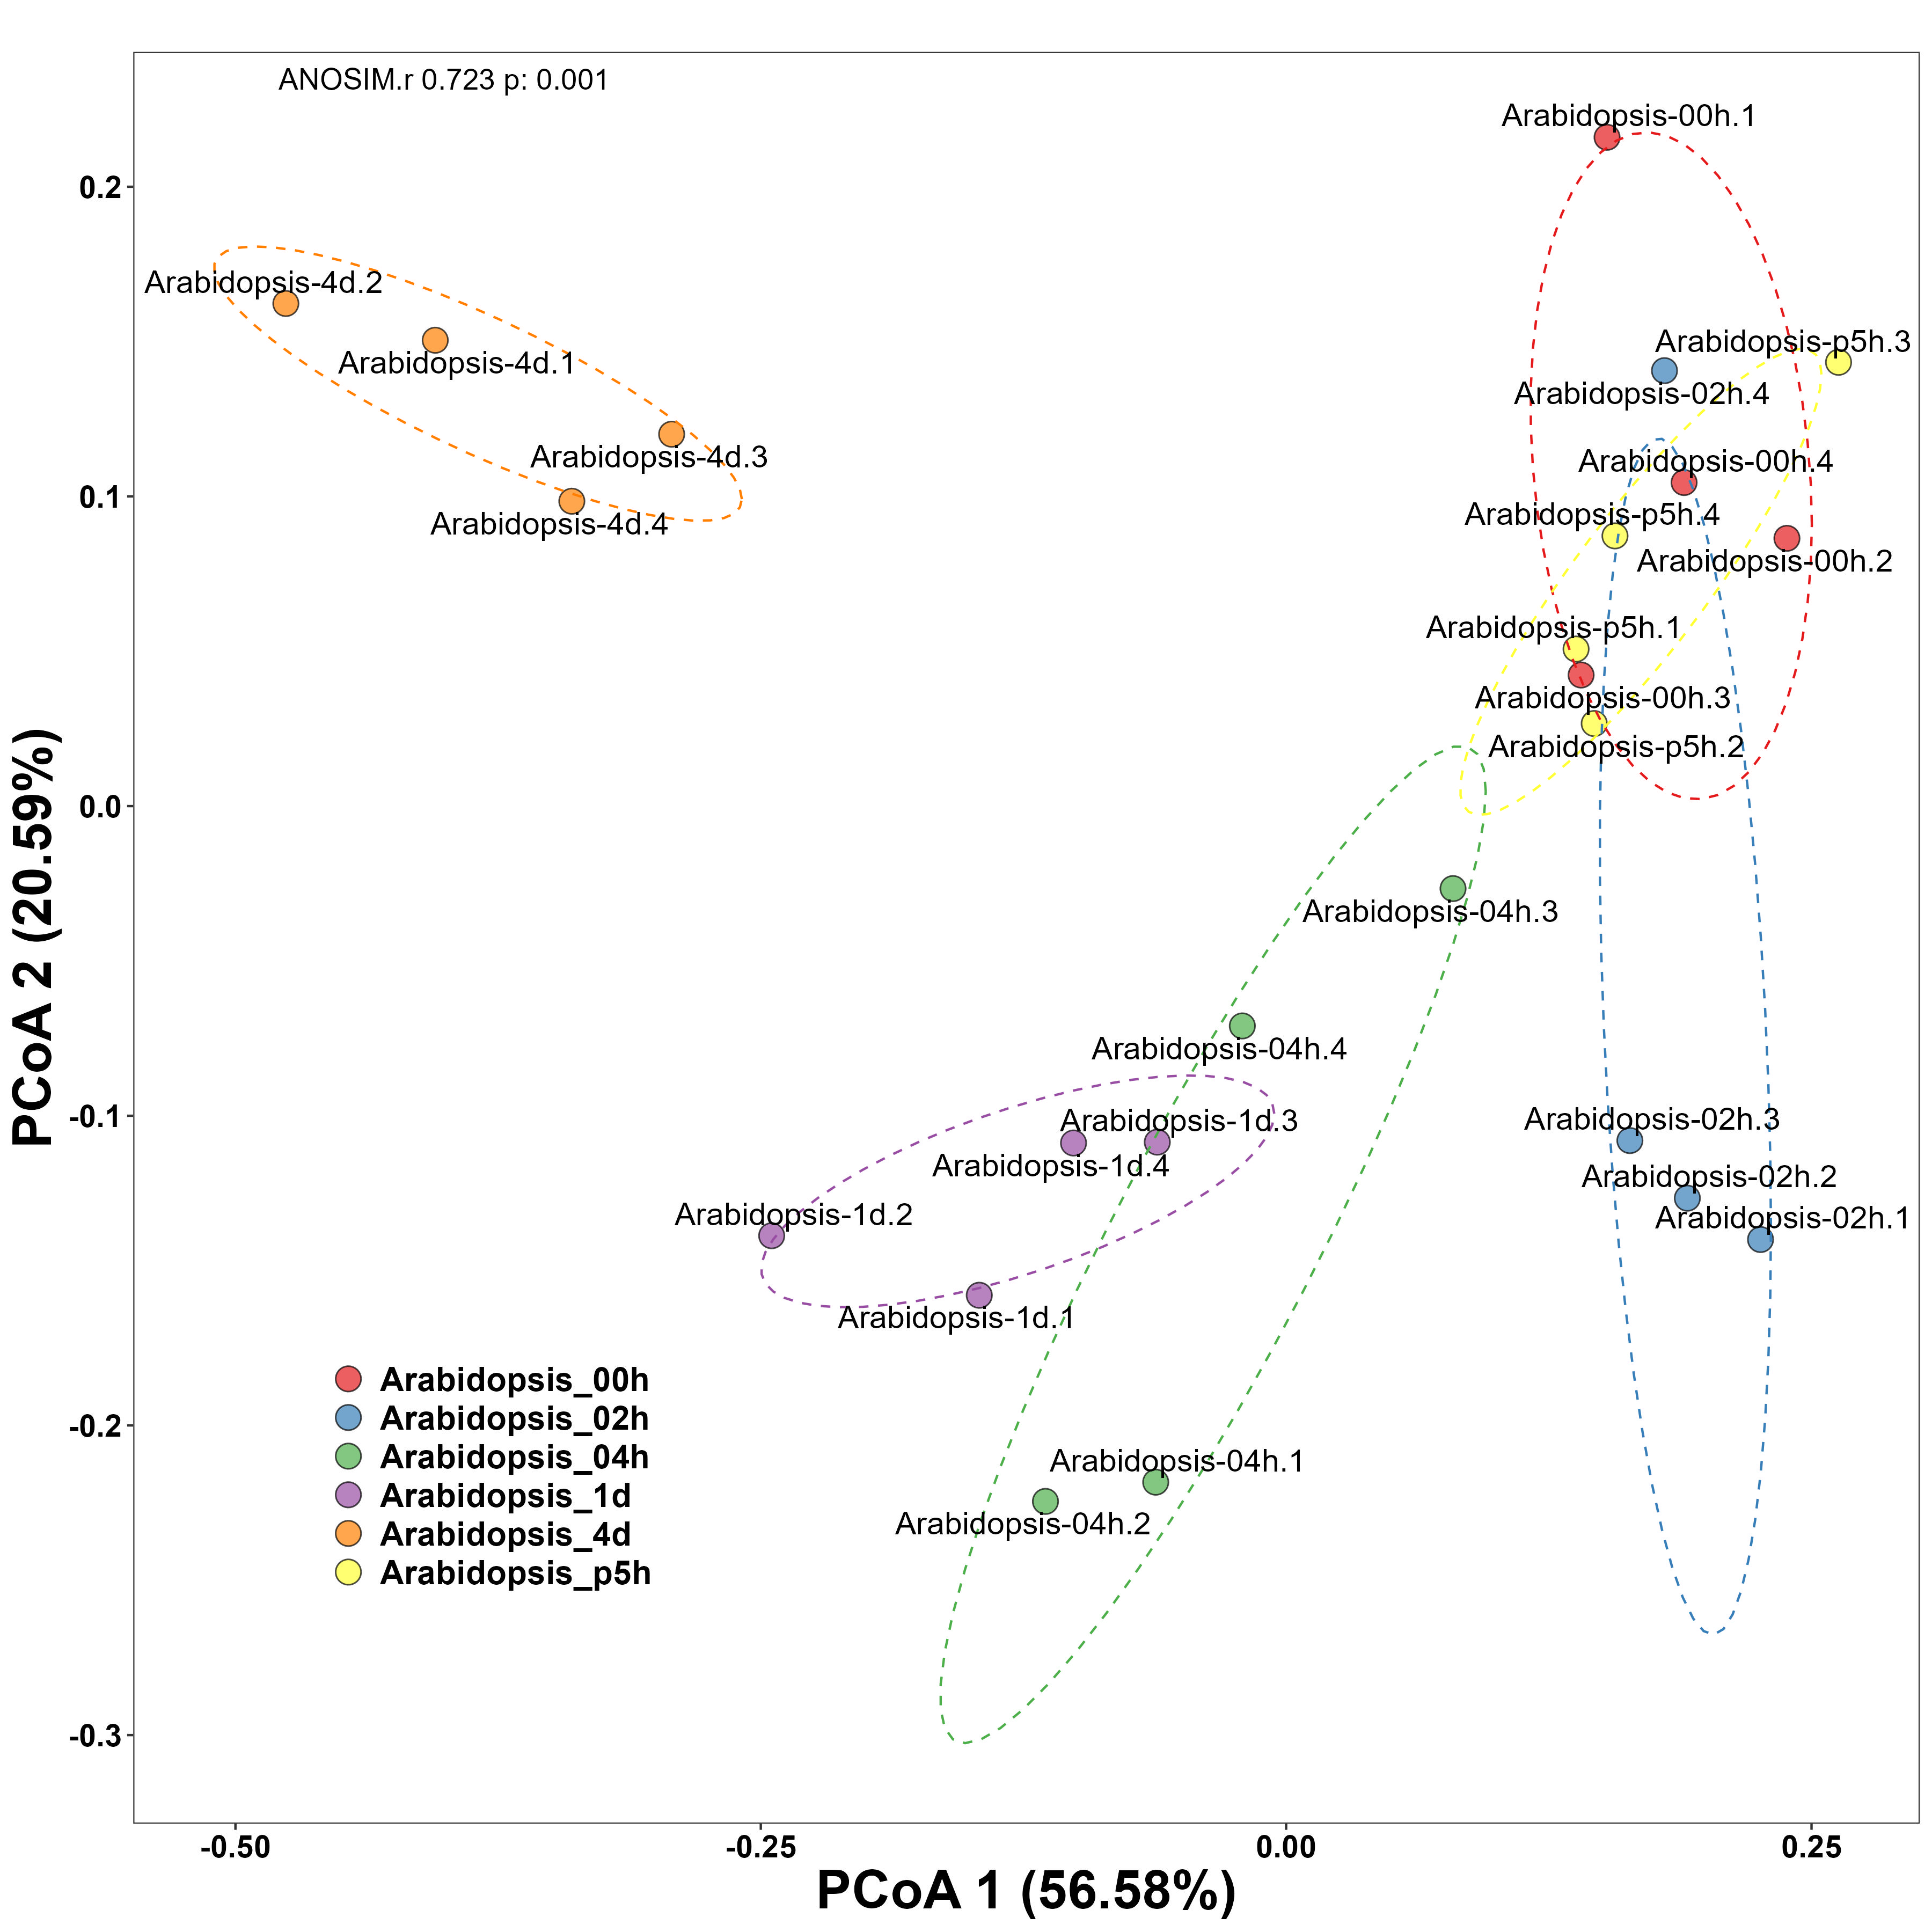 ANOSIM.r 0.723 p: 0.001
Arabidopsis-00h.1
0.2
Arabidopsis-4d.2
Arabidopsis-p5h.3
Arabidopsis-4d.1
Arabidopsis-02h.4
Arabidopsis-4d.3
Arabidopsis-00h.4
0.1
Arabidopsis-p5h.4
Arabidopsis-4d.4
Arabidopsis-00h.2
Arabidopsis-p5h.1
Arabidopsis-00h.3
Arabidopsis-p5h.2
0.0
Arabidopsis-04h.3
PCoA 2 (20.59%)
Arabidopsis-04h.4
-0.1
Arabidopsis-1d.3
Arabidopsis-02h.3
Arabidopsis-1d.4
Arabidopsis-02h.2
Arabidopsis-1d.2
Arabidopsis-02h.1
Arabidopsis-1d.1
Arabidopsis_00h
Arabidopsis_02h
-0.2
Arabidopsis_04h
Arabidopsis-04h.1
Arabidopsis_1d
Arabidopsis-04h.2
Arabidopsis_4d
Arabidopsis_p5h
-0.3
-0.50
-0.25
0.00
0.25
PCoA 1 (56.58%)